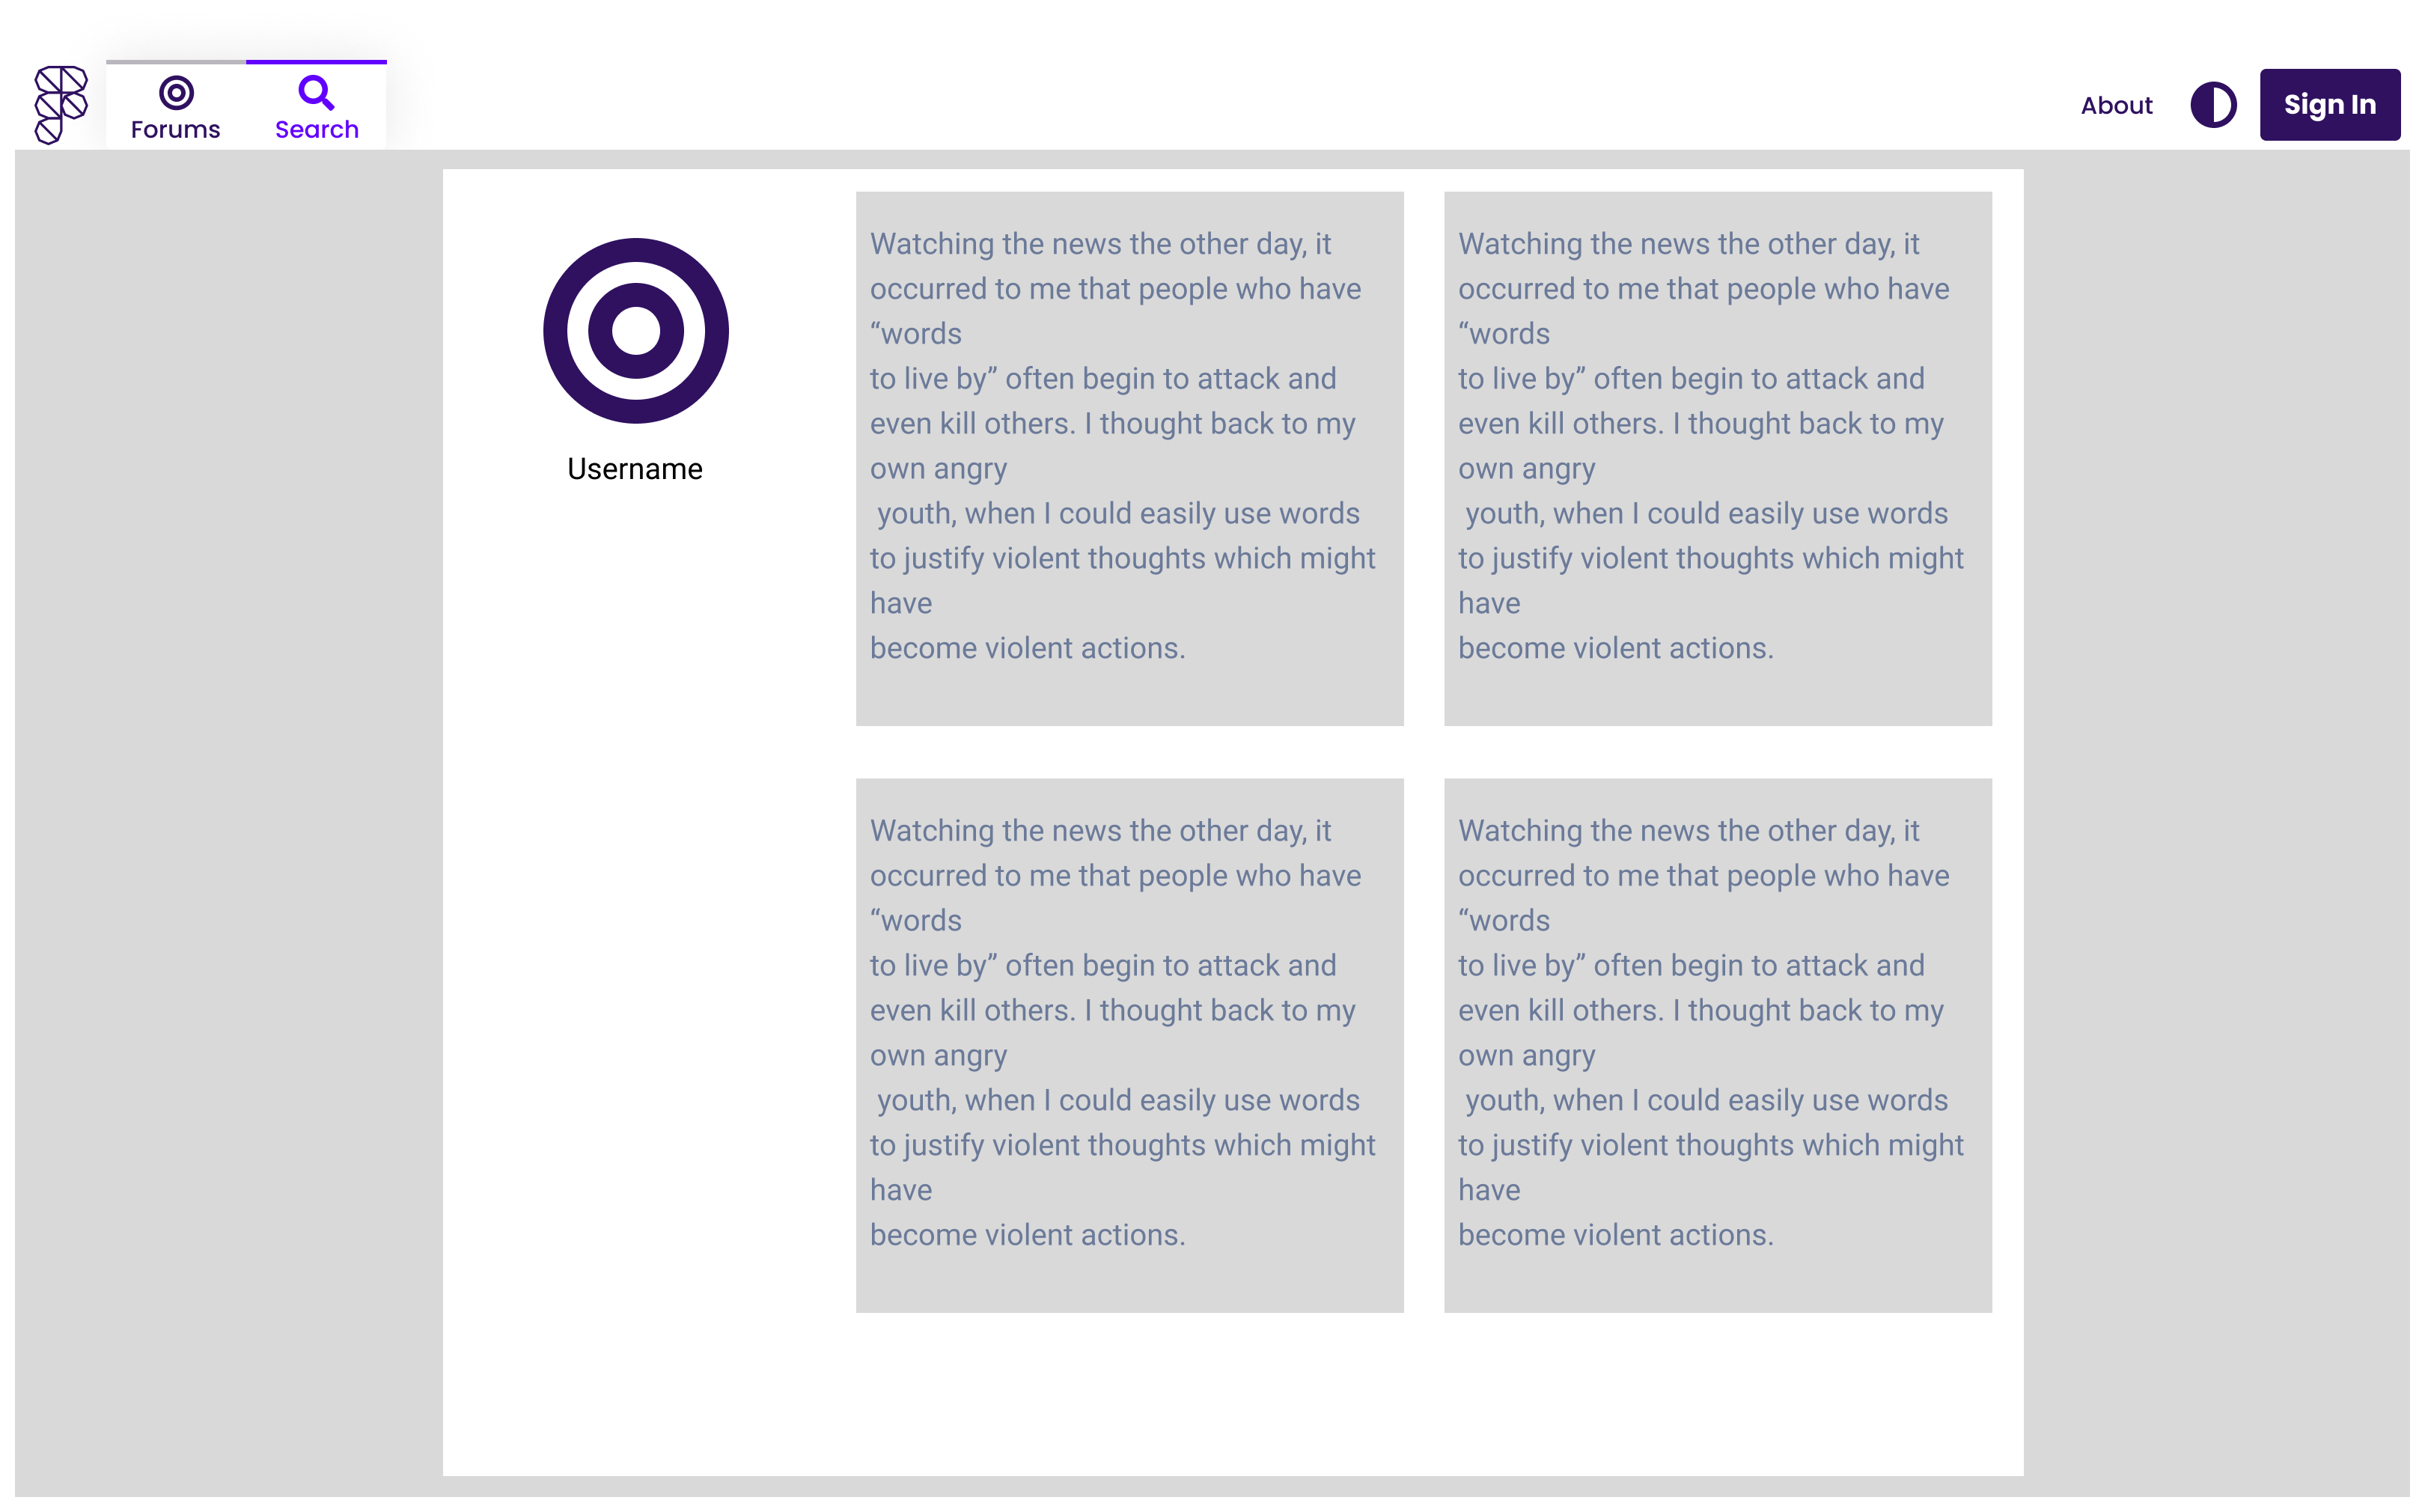 Forums
Search
About
Sign In
Username
Watching the news the other day, it
occurred to me that people who have
“words
to live by” often begin to attack and
even kill others. I thought back to my
own angry
youth, when I could easily use words
to justify violent thoughts which might
have
become violent actions.
Watching the news the other day, it
occurred to me that people who have
“words
to live by” often begin to attack and
even kill others. I thought back to my
own angry
youth, when I could easily use words
to justify violent thoughts which might
have
become violent actions.
Watching the news the other day, it
occurred to me that people who have
“words
to live by” often begin to attack and
even kill others. I thought back to my
own angry
youth, when I could easily use words
to justify violent thoughts which might
have
become violent actions.
Watching the news the other day, it
occurred to me that people who have
“words
to live by” often begin to attack and
even kill others. I thought back to my
own angry
youth, when I could easily use words
to justify violent thoughts which might
have
become violent actions.